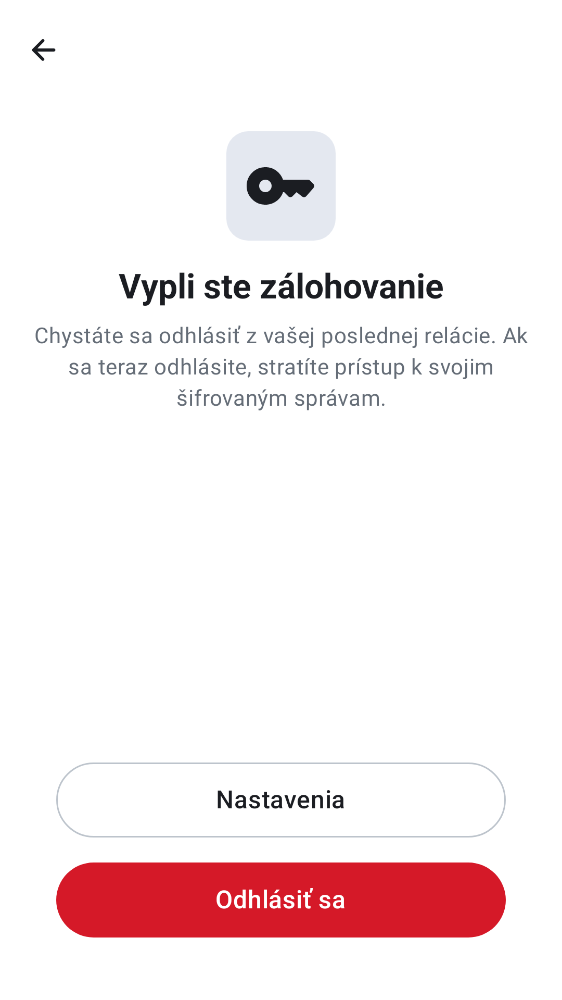 Vypli ste zálohovanie
Chystáte sa odhlásiť z vašej poslednej relácie. Ak
sa teraz odhlásite, stratíte prístup k svojim
šifrovaným správam.
Nastavenia
Odhlásiť sa